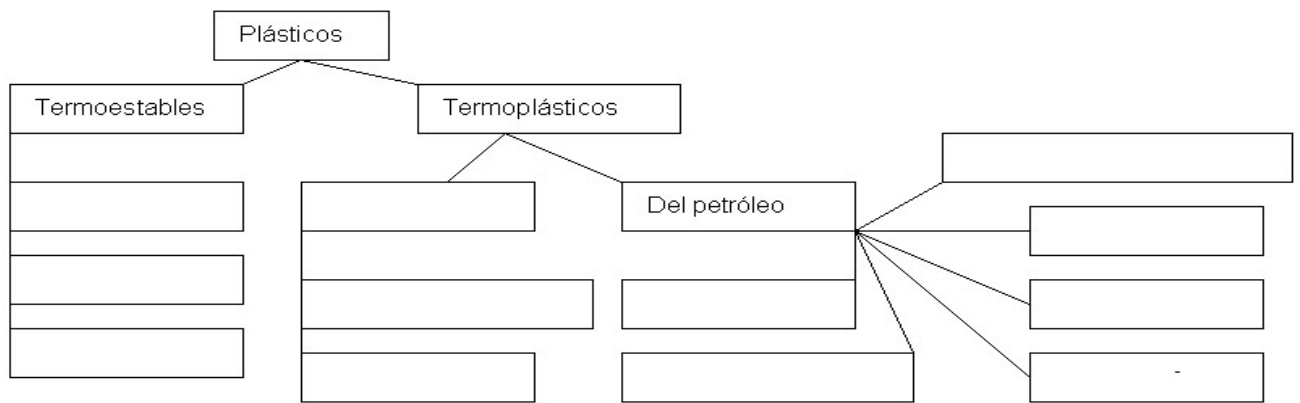 Plásticos
Termoestables
Termoplásticos
Del petróleo
-